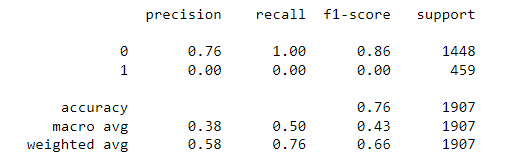 precision recall f1-score support
0 0.76 1.00 0.86 1448
1 0.00 0.00 0.00 459
accuracy 0.76 1907
macro avg 0.38 0.50 0.43 1907
weighted avg 0.58 0.76 0.66 1907